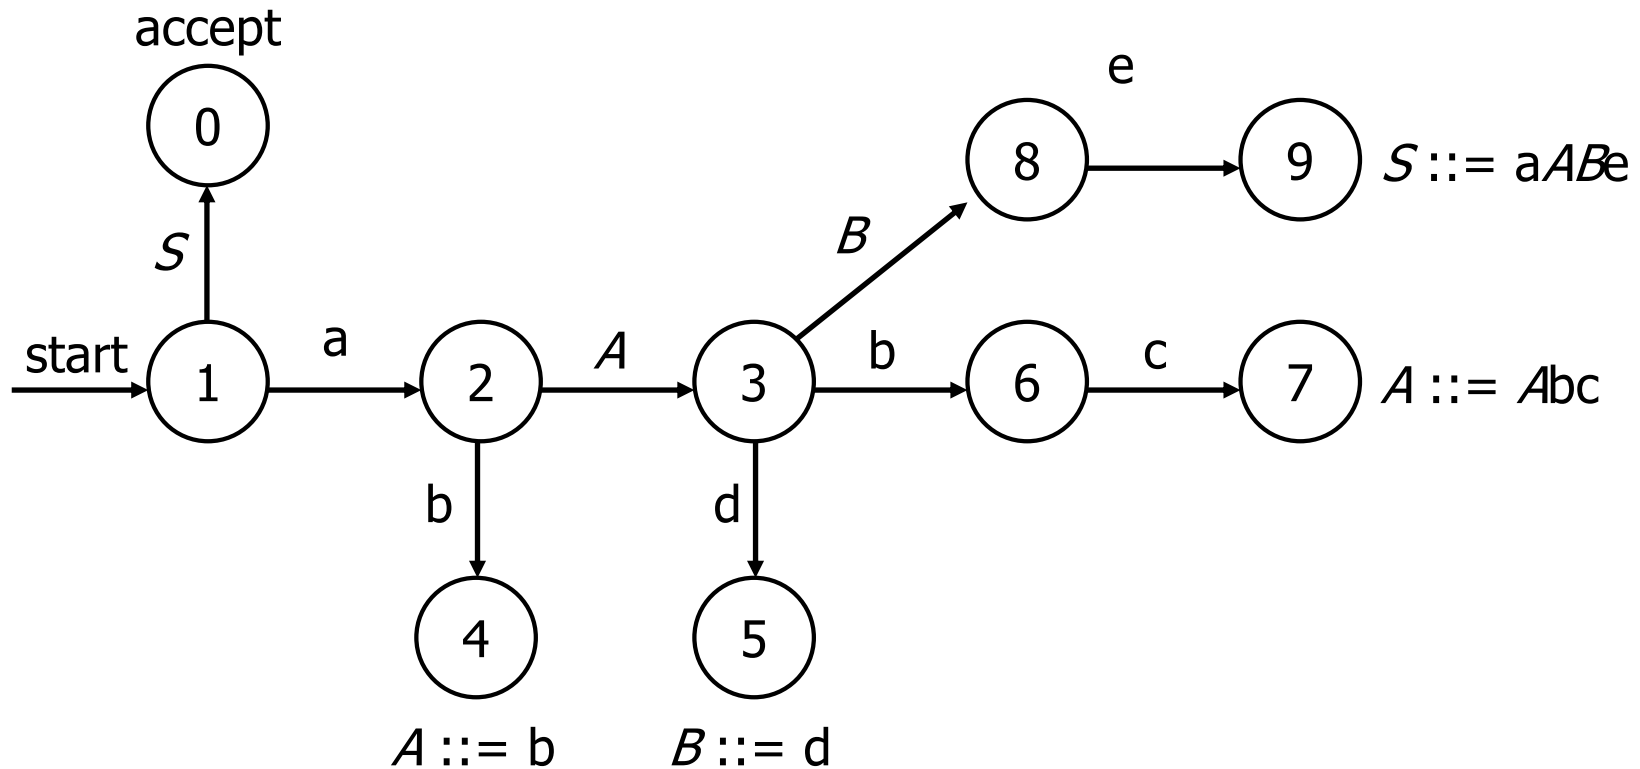 accept
0
e
8
9
S ::= aABe
B
S
start
1
a
2
A
3
b
6
c
7
A ::= Abc
b
d
4
5
A ::= b
B ::= d